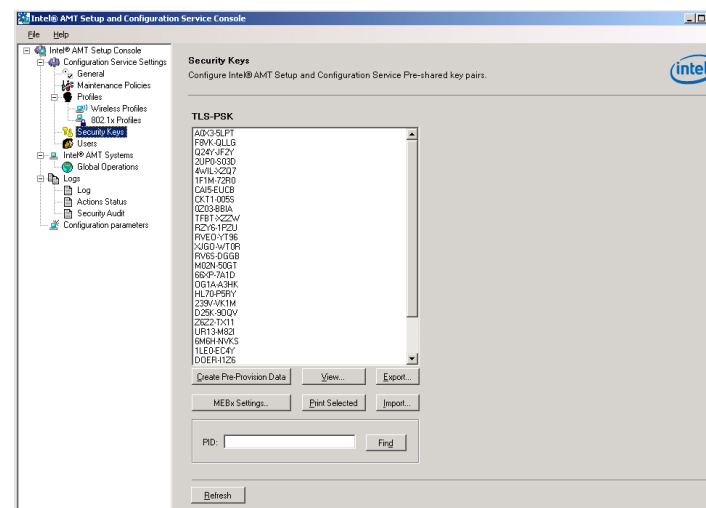 Intel® AMT Setup and Configuration Service Console
File Help
Intel® AMT Setup Console
Configuration Service Settings
General
Maintenance Policies
Profiles
Wireless Profiles
802.1x Profiles
Security Keys
Users
Intel® AMT Systems
Global Operations
Logs
Log
Actions Status
Security Audit
Configuration parameters
Security Keys
Configure Intel® AMT Setup and Configuration Service Pre-shared key pairs.
intel
TLS-PSK
A0X3-5LPT
F8VK-QLLG
Q24Y-JF2Y
2UP0-S03D
4WIL-XZQ7
1F1M-72R0
CAI5-EUCB
CKT1-005S
0Z03-BBIA
TFBT-XZZW
RZY6-1PZU
RVEO-YT96
XJGO-WT0R
RV6S-DGGB
M02N-50GT
66XP-7A1D
OG1A-A3HK
HL70-P5RY
239V-VK1M
D25K-9OQV
Z6Z2-TX11
UR13-M82I
6M6H-NVKS
1LE0-EC4Y
DOER-I1Z6
Create Pre-Provision Data View... Export...
MEBx Settings... Print Selected Import...
PID: Find
Refresh